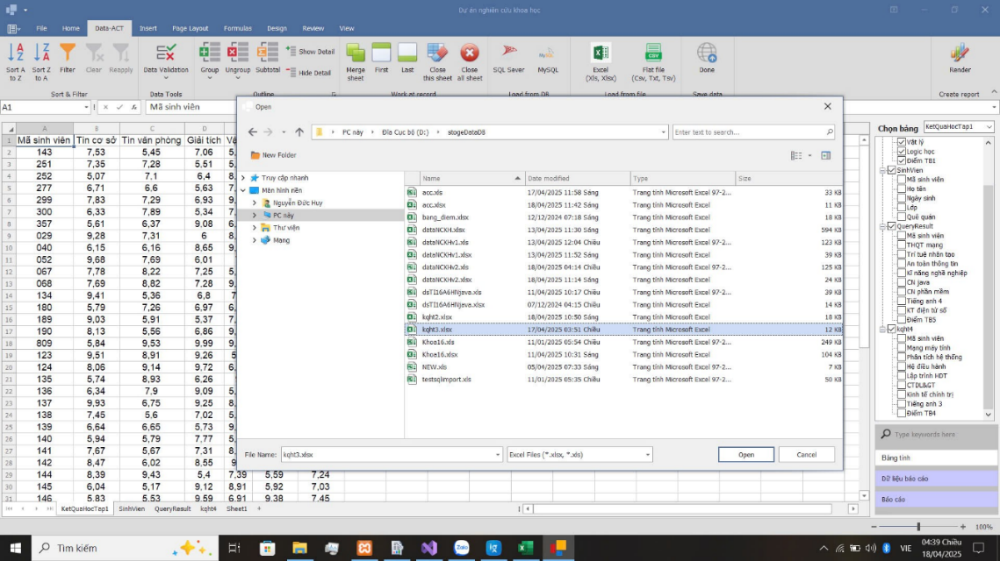 Dự án nghiên cứu khoa học
File Home Data-ACT Insert Page Layout Formulas Design Review View
Sort A to Z Sort Z to A Filter Clear Reapply Data Validation Group Ungroup Subtotal Show Detail Hide Detail Merge sheet First Last Close this sheet Close all sheet SQL Sever MySQL Excel (Xls, Xlsx) Flat file (Csv, Txt, Tsv) Done Render
Sort & Filter Data Tools Outline Work at record Load from DB Load from file Save data Create report
A1 Mã sinh viên
A B C D
1 Mã sinh viên Tin cơ sở Tin văn phòng Giải tích
2 143 7,53 5,45 7,06
3 251 7,35 7,28 5,51
4 252 5,07 7,1 6,4
5 277 6,71 6,6 5,63
6 299 7,83 7,29 6,93
7 300 6,33 7,89 5,34
8 357 5,61 6,37 9,08
9 029 9,28 7,31 6
10 040 6,15 6,16 8,65
11 052 9,68 7,69 6,01
12 067 7,78 8,22 7,25
13 068 7,69 8,82 7,28
14 134 9,41 5,36 6,8
15 180 5,79 7,26 6,97
16 189 9,03 5,91 5,37
17 190 8,13 5,56 6,86
18 809 5,84 9,53 9,99
19 123 9,51 8,91 9,26
20 124 8,06 9,14 9,72
21 135 5,74 8,93 6,26
22 136 6,34 7,9 9,09
23 137 9,93 6,75 9,25
24 138 7,45 5,6 7,02
25 139 6,64 6,65 5,73
26 140 5,94 5,79 7,77
27 141 7,67 5,67 7,31
28 142 8,47 6,02 8,55
29 144 8,39 9,43 5,4 7,39 5,59 7,24
30 145 6,04 5,17 9,12 8,91 5,92 7,03
31 146 5,83 5,53 9,59 6,91 9,38 7,45
KetQuaHocTap1 SinhVien QueryResult kqht4 Sheet1 +
Open
PC này Đĩa Cục bộ (D:) stogeDataDB Enter text to search...
New Folder
Truy cập nhanh
Màn hình nền
Nguyễn Đức Huy
PC này
Thư viện
Mạng
Name Date modified Type Size
acc.xls 17/04/2025 11:58 Sáng Trang tính Microsoft Excel 97-2... 33 KB
acc.xlsx 18/04/2025 11:42 Sáng Trang tính Microsoft Excel 11 KB
bang_diem.xlsx 12/12/2024 07:18 Sáng Trang tính Microsoft Excel 18 KB
dataNCKH.xlsx 13/04/2025 11:30 Sáng Trang tính Microsoft Excel 594 KB
dataNCKHv1.xls 13/04/2025 12:04 Chiều Trang tính Microsoft Excel 97-2... 123 KB
dataNCKHv1.xlsx 13/04/2025 11:52 Sáng Trang tính Microsoft Excel 39 KB
dataNCKHv2.xls 18/04/2025 04:14 Chiều Trang tính Microsoft Excel 97-2... 125 KB
dataNCKHv2.xlsx 18/04/2025 11:14 Sáng Trang tính Microsoft Excel 24 KB
dsTI16A6HNjava.xls 11/04/2025 10:17 Chiều Trang tính Microsoft Excel 97-2... 39 KB
dsTI16A6HNjava.xlsx 07/12/2024 04:15 Chiều Trang tính Microsoft Excel 14 KB
kqht2.xlsx 18/04/2025 10:50 Sáng Trang tính Microsoft Excel 18 KB
kqht3.xlsx 17/04/2025 03:51 Chiều Trang tính Microsoft Excel 12 KB
Khoa16.xls 11/01/2025 05:54 Chiều Trang tính Microsoft Excel 97-2... 249 KB
Khoa16.xlsx 11/04/2025 10:31 Sáng Trang tính Microsoft Excel 104 KB
NEW.xls 05/04/2025 07:33 Sáng Trang tính Microsoft Excel 97-2... 7 KB
testsqlimport.xls 11/01/2025 05:35 Chiều Trang tính Microsoft Excel 97-2... 50 KB
File Name: kqht3.xlsx Excel Files (*.xlsx, *.xls) Open Cancel
Chọn bảng KetQuaHocTap1
Vật lý
Logic học
Điểm TB1
SinhVien
Mã sinh viên
Họ tên
Ngày sinh
Lớp
Quê quán
QueryResult
Mã sinh viên
THQT mạng
Trí tuệ nhân tạo
An toàn thông tin
Kĩ năng nghề nghiệp
CN java
CN phần mềm
Tiếng anh 4
KT điện tử số
Điểm TB5
kqht4
Mã sinh viên
Mạng máy tính
Phân tích hệ thống
Hệ điều hành
Lập trình HDT
CTDL&GT
Kinh tế chính trị
Tiếng anh 3
Điểm TB4
Type keywords here
Bảng tính
Dữ liệu báo cáo
Báo cáo
100%
Tìm kiếm
Zalo
VIE
04:39 Chiều
18/04/2025